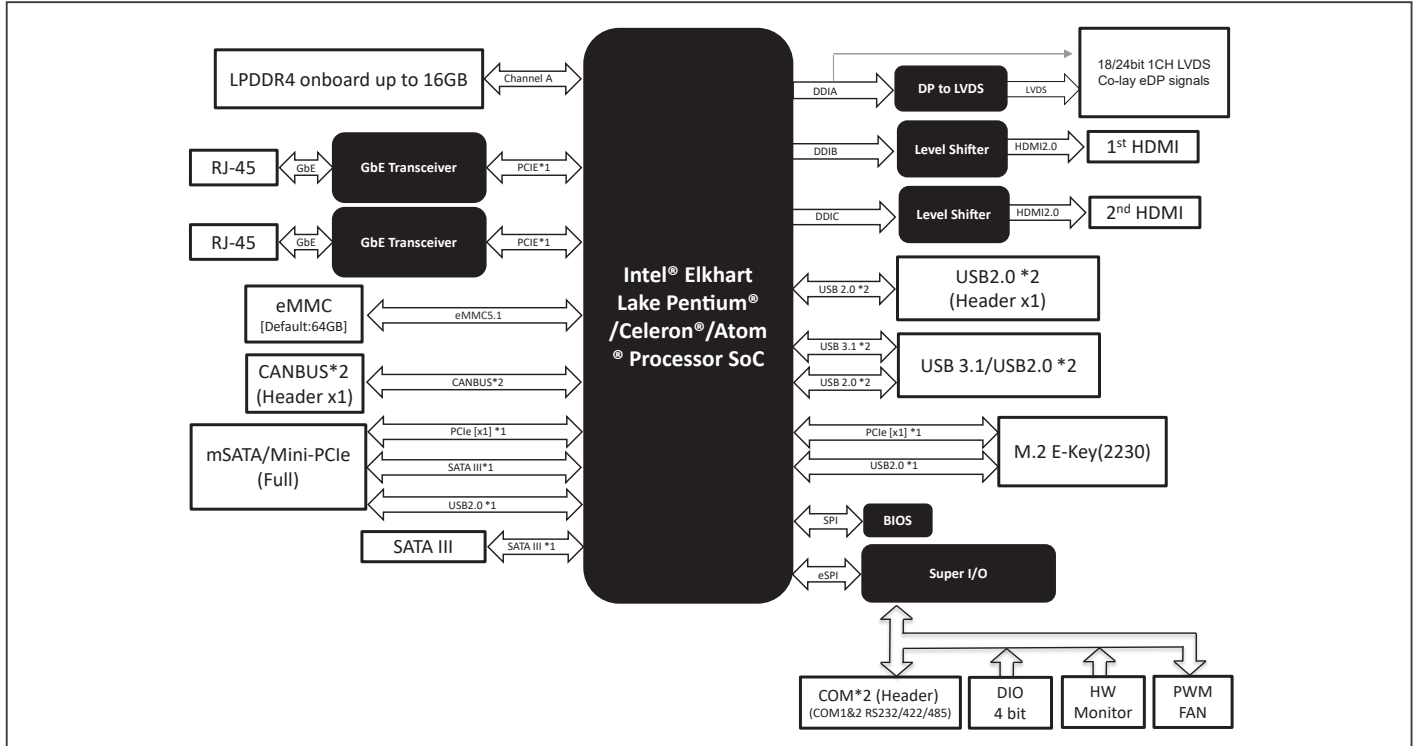 LPDDR4 onboard up to 16GB
Channel A
RJ-45
GbE
GbE Transceiver
PCIE*1
RJ-45
GbE
GbE Transceiver
PCIE*1
eMMC
[Default:64GB]
eMMC5.1
CANBUS*2
(Header x1)
CANBUS*2
mSATA/Mini-PCIe
(Full)
PCIe [x1] *1
SATA III*1
USB2.0 *1
SATA III
SATA III *1
Intel® Elkhart
Lake Pentium®
/Celeron®/Atom
® Processor SoC
DDIA
DP to LVDS
LVDS
18/24bit 1CH LVDS
Co-lay eDP signals
DDIB
Level Shifter
HDMI2.0
1st HDMI
DDIC
Level Shifter
HDMI2.0
2nd HDMI
USB 2.0 *2
USB2.0 *2
(Header x1)
USB 3.1 *2
USB 2.0 *2
USB 3.1/USB2.0 *2
PCIe [x1] *1
USB2.0 *1
M.2 E-Key(2230)
SPI
BIOS
eSPI
Super I/O
COM*2 (Header)
(COM1&2 RS232/422/485)
DIO
4 bit
HW
Monitor
PWM
FAN